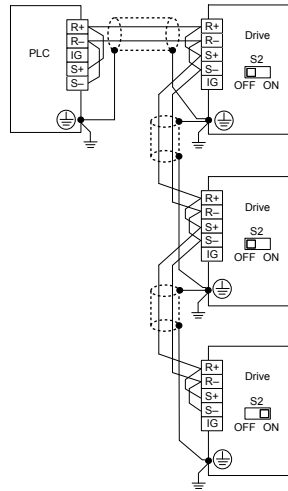 PLC
R+
R–
IG
S+
S–
R+
R–
S+
S–
IG
Drive
S2
OFF ON
R+
R–
S+
S–
IG
Drive
S2
OFF ON
R+
R–
S+
S–
IG
Drive
S2
OFF ON